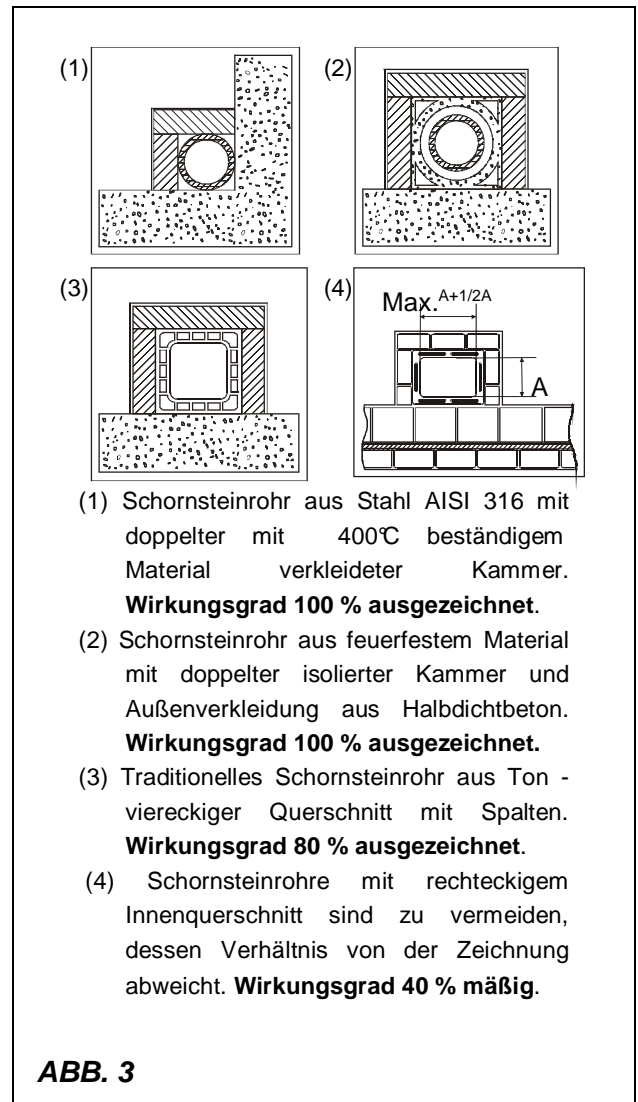 (1)
(2)
(3)
(4)
Max. A+1/2A
A
(1) Schornsteinrohr aus Stahl AISI 316 mit
doppelter mit 400°C beständigem
Material verkleideter Kammer.
Wirkungsgrad 100 % ausgezeichnet.
(2) Schornsteinrohr aus feuerfestem Material
mit doppelter isolierter Kammer und
Außenverkleidung aus Halbdichtbeton.
Wirkungsgrad 100 % ausgezeichnet.
(3) Traditionelles Schornsteinrohr aus Ton -
viereckiger Querschnitt mit Spalten.
Wirkungsgrad 80 % ausgezeichnet.
(4) Schornsteinrohre mit rechteckigem
Innenquerschnitt sind zu vermeiden,
dessen Verhältnis von der Zeichnung
abweicht. Wirkungsgrad 40 % mäßig.
ABB. 3